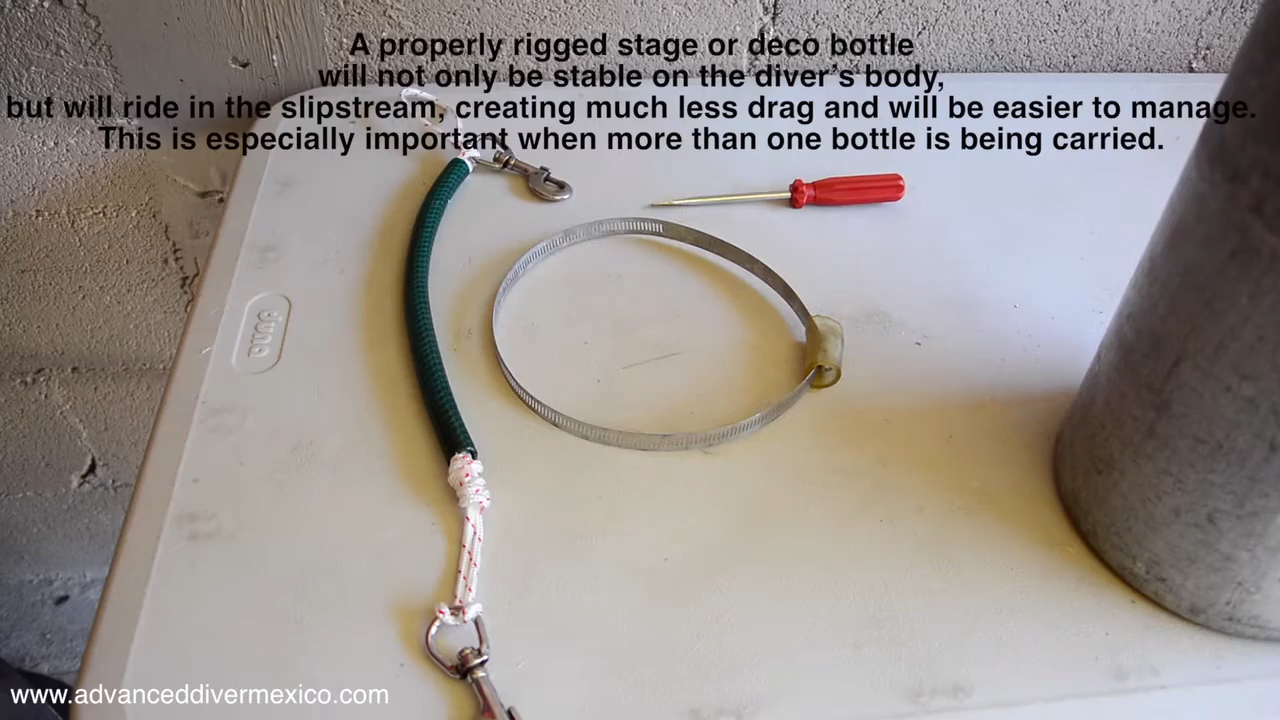 A properly rigged stage or deco bottle
will not only be stable on the diver's body,
but will ride in the slipstream, creating much less drag and will be easier to manage.
This is especially important when more than one bottle is being carried.
www.advanceddivermexico.com